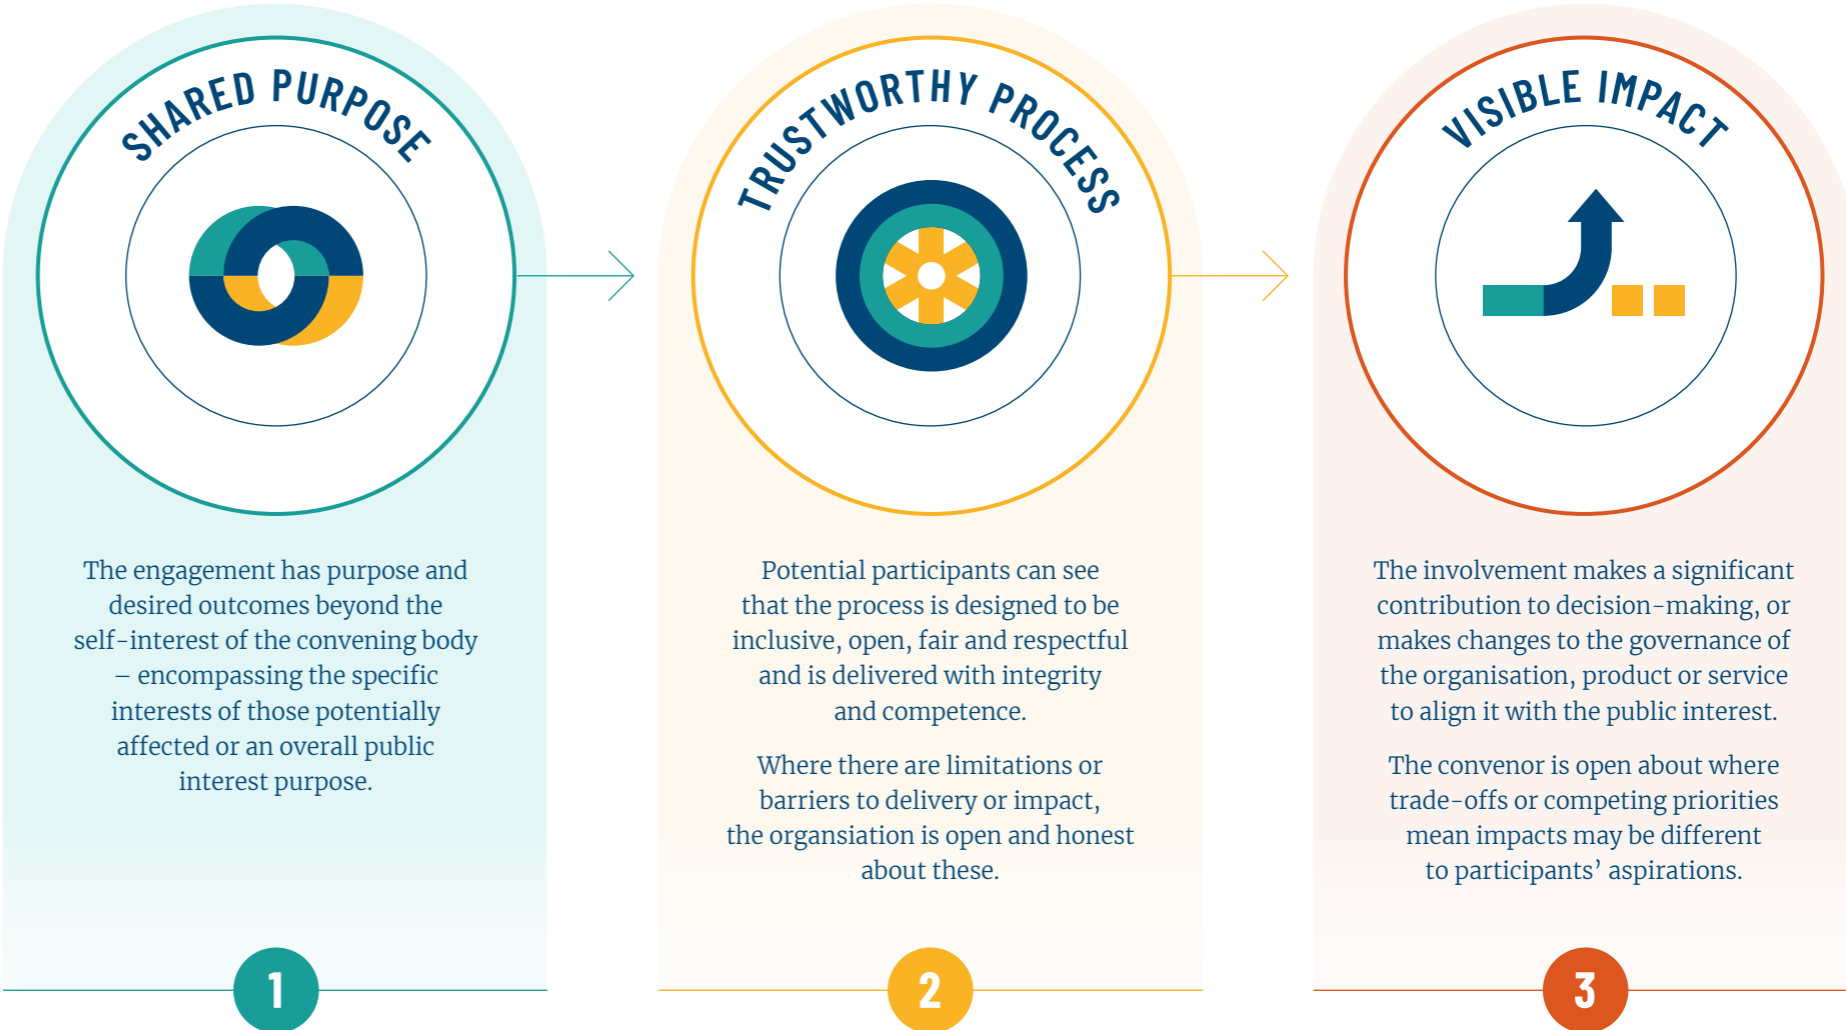 SHARED PURPOSE
The engagement has purpose and
desired outcomes beyond the
self-interest of the convening body
– encompassing the specific
interests of those potentially
affected or an overall public
interest purpose.
1
TRUSTWORTHY PROCESS
Potential participants can see
that the process is designed to be
inclusive, open, fair and respectful
and is delivered with integrity
and competence.
Where there are limitations or
barriers to delivery or impact,
the organsiation is open and honest
about these.
2
VISIBLE IMPACT
The involvement makes a significant
contribution to decision-making, or
makes changes to the governance of
the organisation, product or service
to align it with the public interest.
The convenor is open about where
trade-offs or competing priorities
mean impacts may be different
to participants’ aspirations.
3